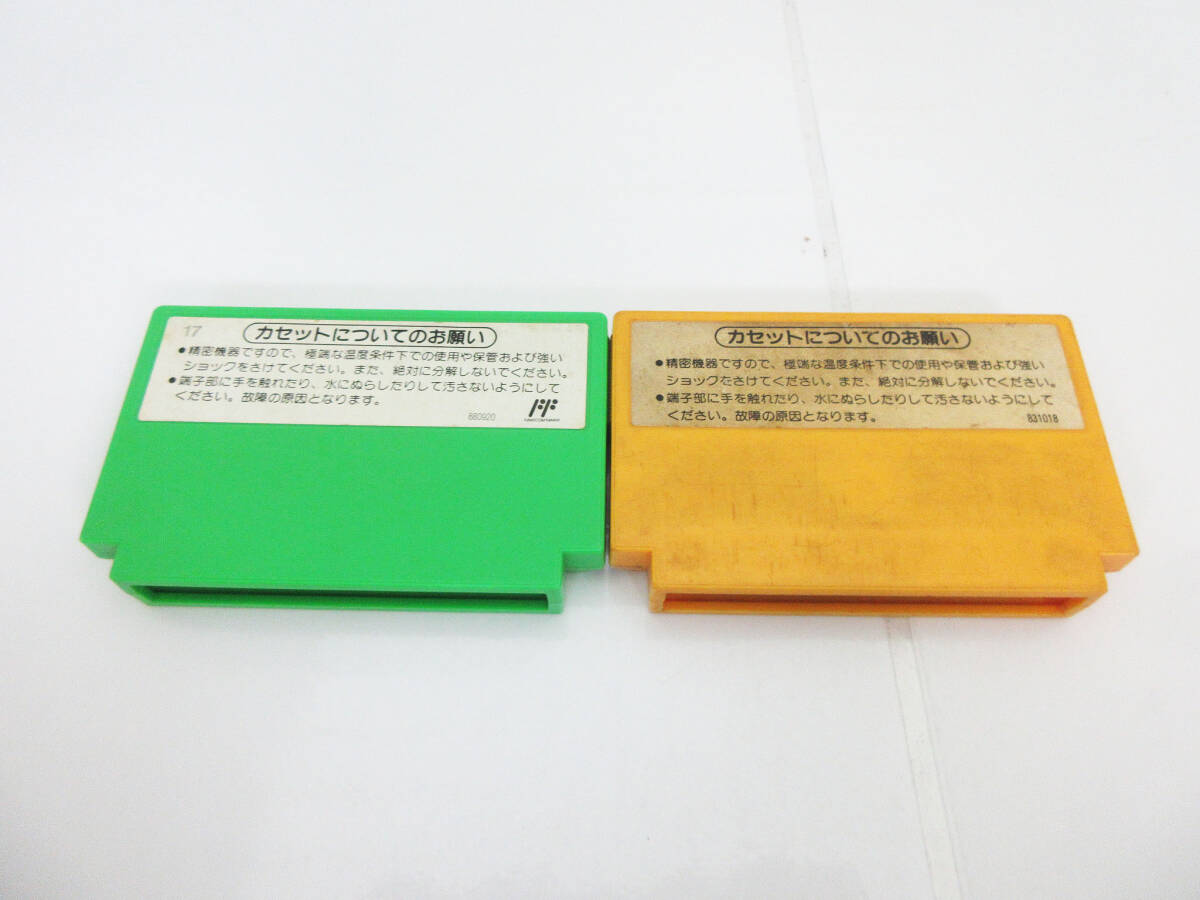 17
カセットについてのお願い
●精密機器ですので、極端な温度条件下での使用や保管および強い
ショックをさけてください。また、絶対に分解しないでください。
●端子部に手を触れたり、水にぬらしたりして汚さないようにして
ください。故障の原因となります。
880920
カセットについてのお願い
●精密機器ですので、極端な温度条件下での使用や保管および強い
ショックをさけてください。また、絶対に分解しないでください。
●端子部に手を触れたり、水にぬらしたりして汚さないようにして
ください。故障の原因となります。
831018